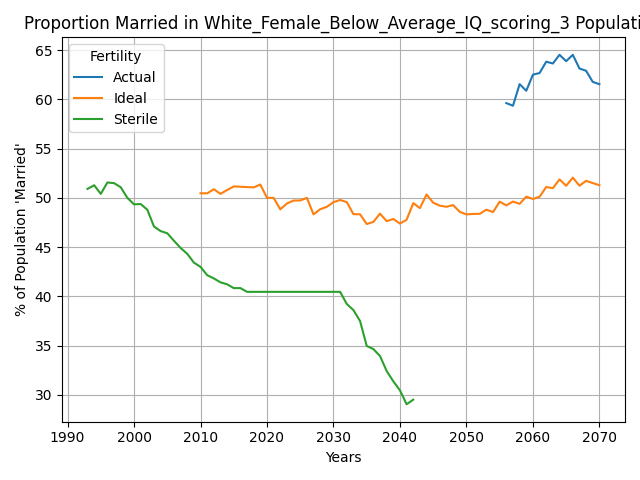 Proportion Married in White_Female_Below_Average_IQ_scoring_3 Populati
65
60
55
50
45
40
35
30
% of Population 'Married'
Fertility
Actual
Ideal
Sterile
1990 2000 2010 2020 2030 2040 2050 2060 2070
Years